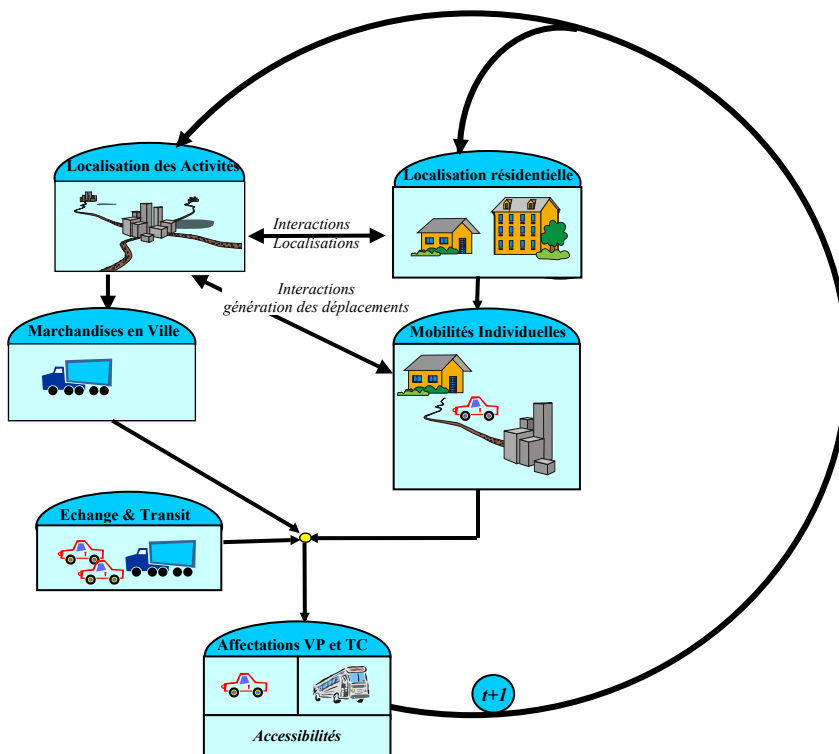 Localisation des Activités
Localisation résidentielle
Interactions
Localisations
Interactions
génération des déplacements
Marchandises en Ville
Mobilités Individuelles
Echange & Transit
Affectations VP et TC
t+1
Accessibilités